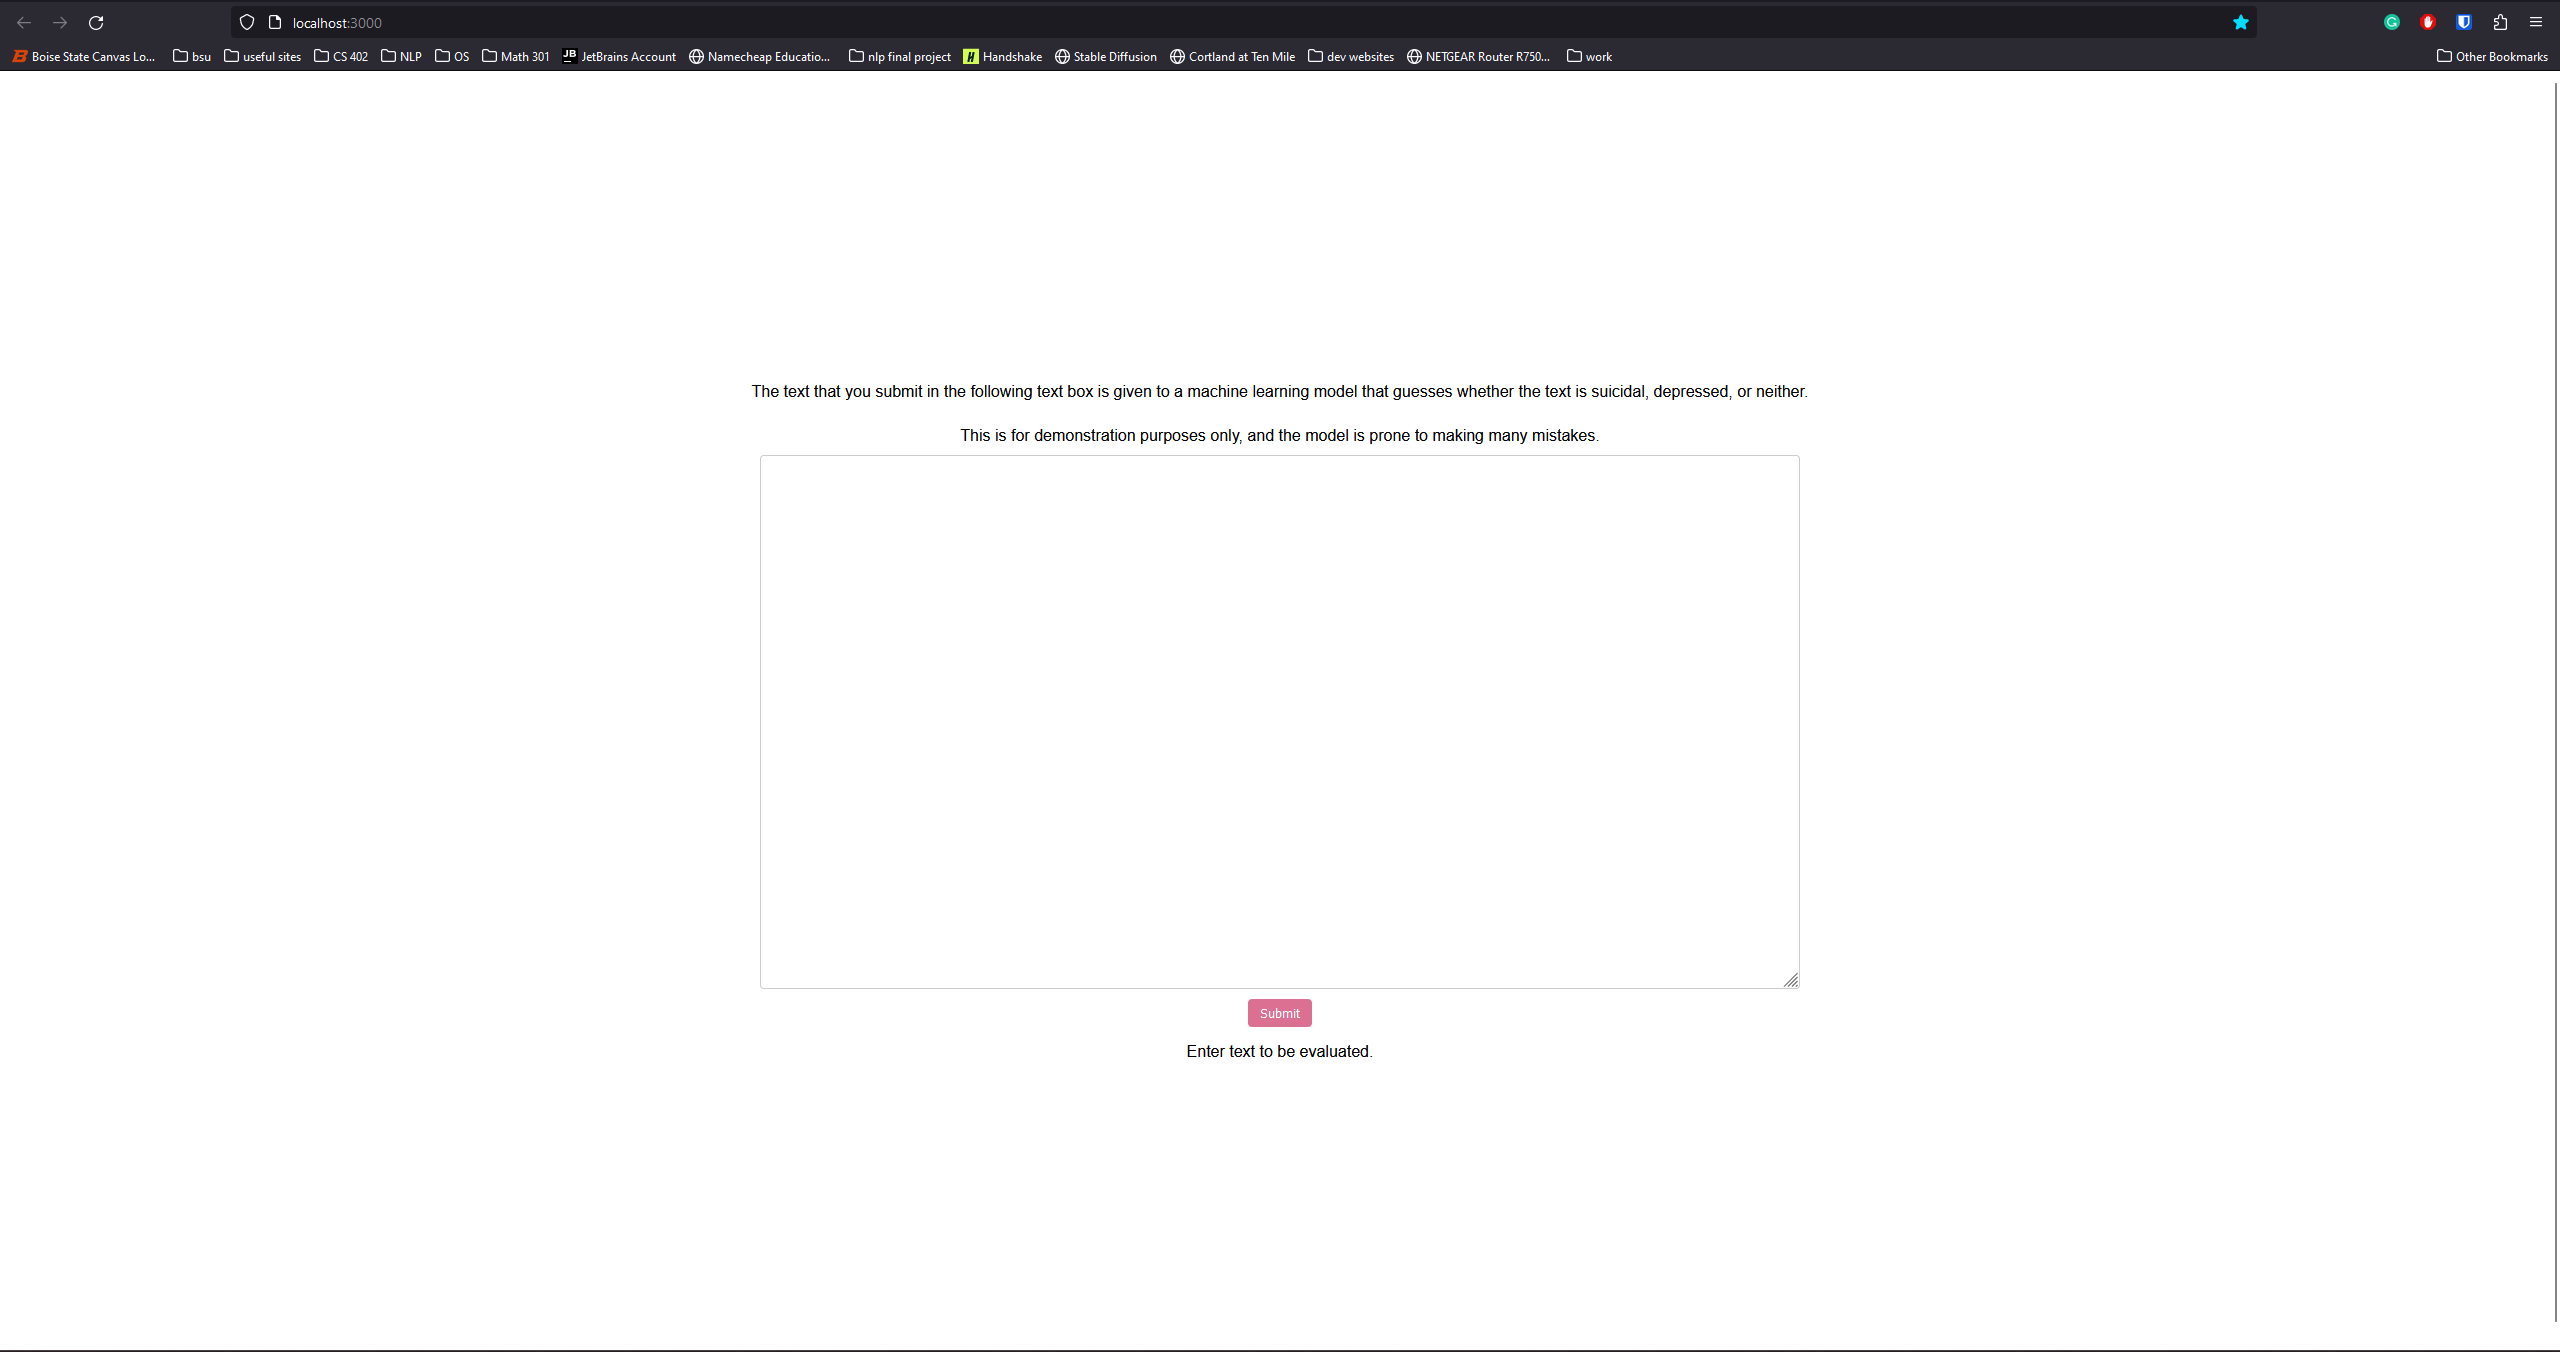 localhost:3000
Boise State Canvas Lo... bsu useful sites CS 402 NLP OS Math 301 JB JetBrains Account Namecheap Educatio... nlp final project H Handshake Stable Diffusion Cortland at Ten Mile dev websites NETGEAR Router R750... work Other Bookmarks
The text that you submit in the following text box is given to a machine learning model that guesses whether the text is suicidal, depressed, or neither.
This is for demonstration purposes only, and the model is prone to making many mistakes.
Submit
Enter text to be evaluated.